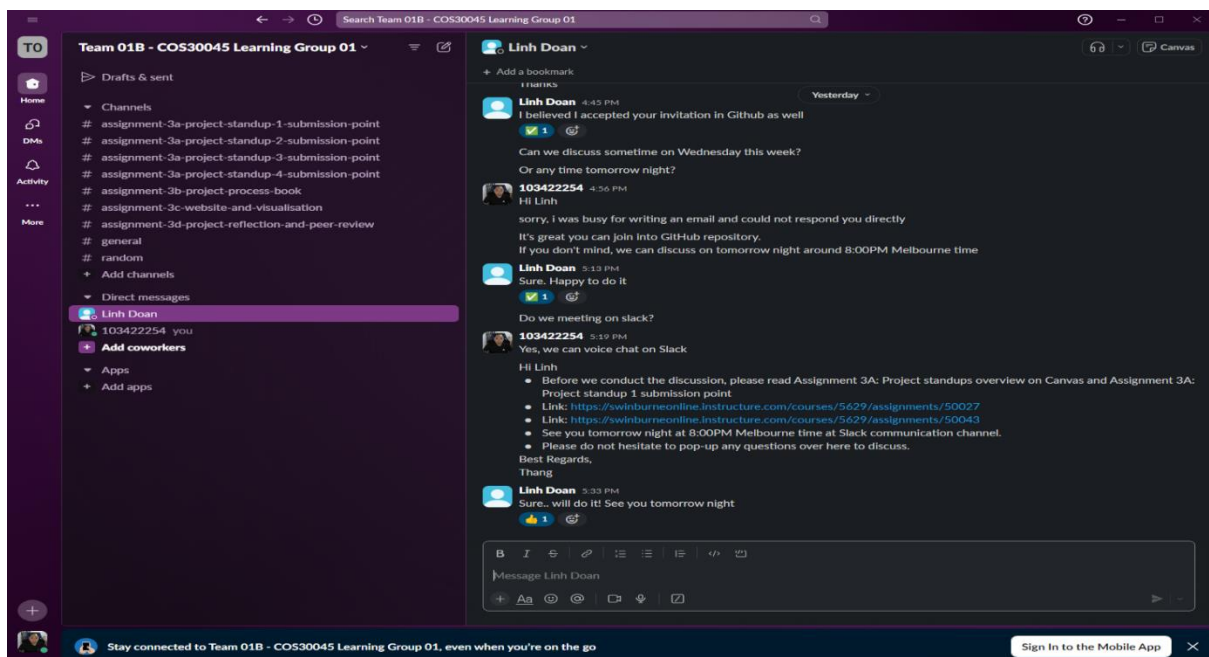 Search Team 01B - COS30045 Learning Group 01
TO
Home
DMs
Activity
More
Team 01B - COS30045 Learning Group 01
Drafts & sent
Channels
# assignment-3a-project-standup-1-submission-point
# assignment-3a-project-standup-2-submission-point
# assignment-3a-project-standup-3-submission-point
# assignment-3a-project-standup-4-submission-point
# assignment-3b-project-process-book
# assignment-3c-website-and-visualisation
# assignment-3d-project-reflection-and-peer-review
# general
# random
+ Add channels
Direct messages
Linh Doan
103422254 you
+ Add coworkers
Apps
+ Add apps
Linh Doan
Canvas
+ Add a bookmark
Thanks
Yesterday
Linh Doan 4:45 PM
I believed I accepted your invitation in Github as well
1
Can we discuss sometime on Wednesday this week?
Or any time tomorrow night?
103422254 4:56 PM
Hi Linh
sorry, i was busy for writing an email and could not respond you directly
It's great you can join into GitHub repository.
If you don't mind, we can discuss on tomorrow night around 8:00PM Melbourne time
Linh Doan 5:13 PM
Sure. Happy to do it
1
Do we meeting on slack?
103422254 5:19 PM
Yes, we can voice chat on Slack
Hi Linh
• Before we conduct the discussion, please read Assignment 3A: Project standups overview on Canvas and Assignment 3A:
Project standup 1 submission point
• Link: https://swinburneonline.instructure.com/courses/5629/assignments/50027
• Link: https://swinburneonline.instructure.com/courses/5629/assignments/50043
• See you tomorrow night at 8:00PM Melbourne time at Slack communication channel.
• Please do not hesitate to pop-up any questions over here to discuss.
Best Regards,
Thang
Linh Doan 5:33 PM
Sure.. will do it! See you tomorrow night
1
B I S
Message Linh Doan
+ Aa @
Stay connected to Team 01B - COS30045 Learning Group 01, even when you're on the go
Sign In to the Mobile App